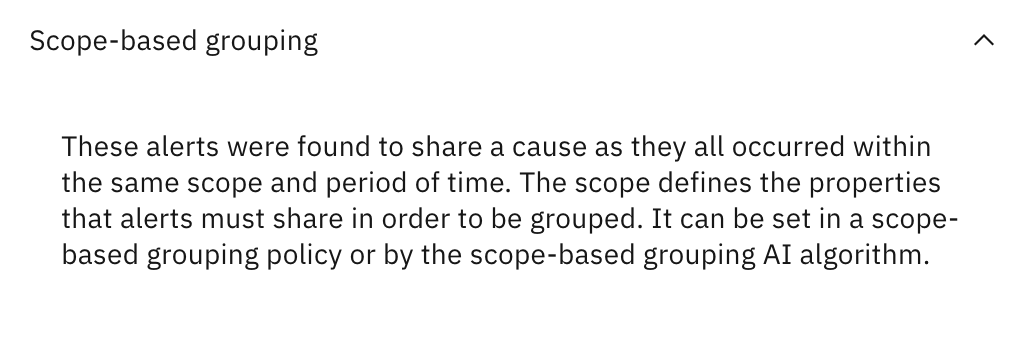 Scope-based grouping
These alerts were found to share a cause as they all occurred within
the same scope and period of time. The scope defines the properties
that alerts must share in order to be grouped. It can be set in a scope-
based grouping policy or by the scope-based grouping AI algorithm.